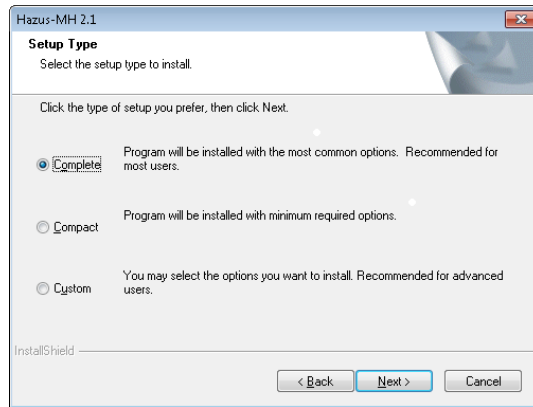 Hazus-MH 2.1
Setup Type
Select the setup type to install.
Click the type of setup you prefer, then click Next.
Complete
Program will be installed with the most common options.  Recommended for
most users.
Compact
Program will be installed with minimum required options.
Custom
You may select the options you want to install. Recommended for advanced
users.
InstallShield
< Back
Next >
Cancel